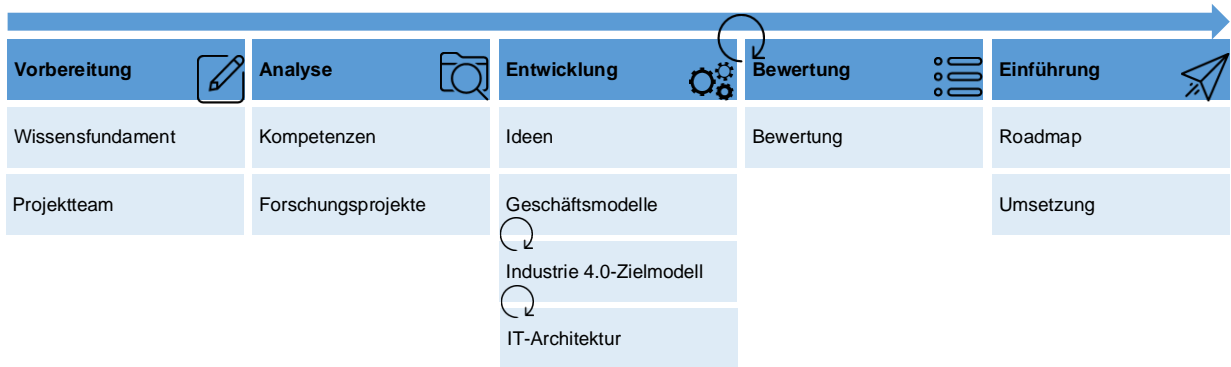 Vorbereitung
Wissensfundament
Projektteam
Analyse
Kompetenzen
Forschungsprojekte
Entwicklung
Ideen
Geschäftsmodelle
Industrie 4.0-Zielmodell
IT-Architektur
Bewertung
Bewertung
Einführung
Roadmap
Umsetzung